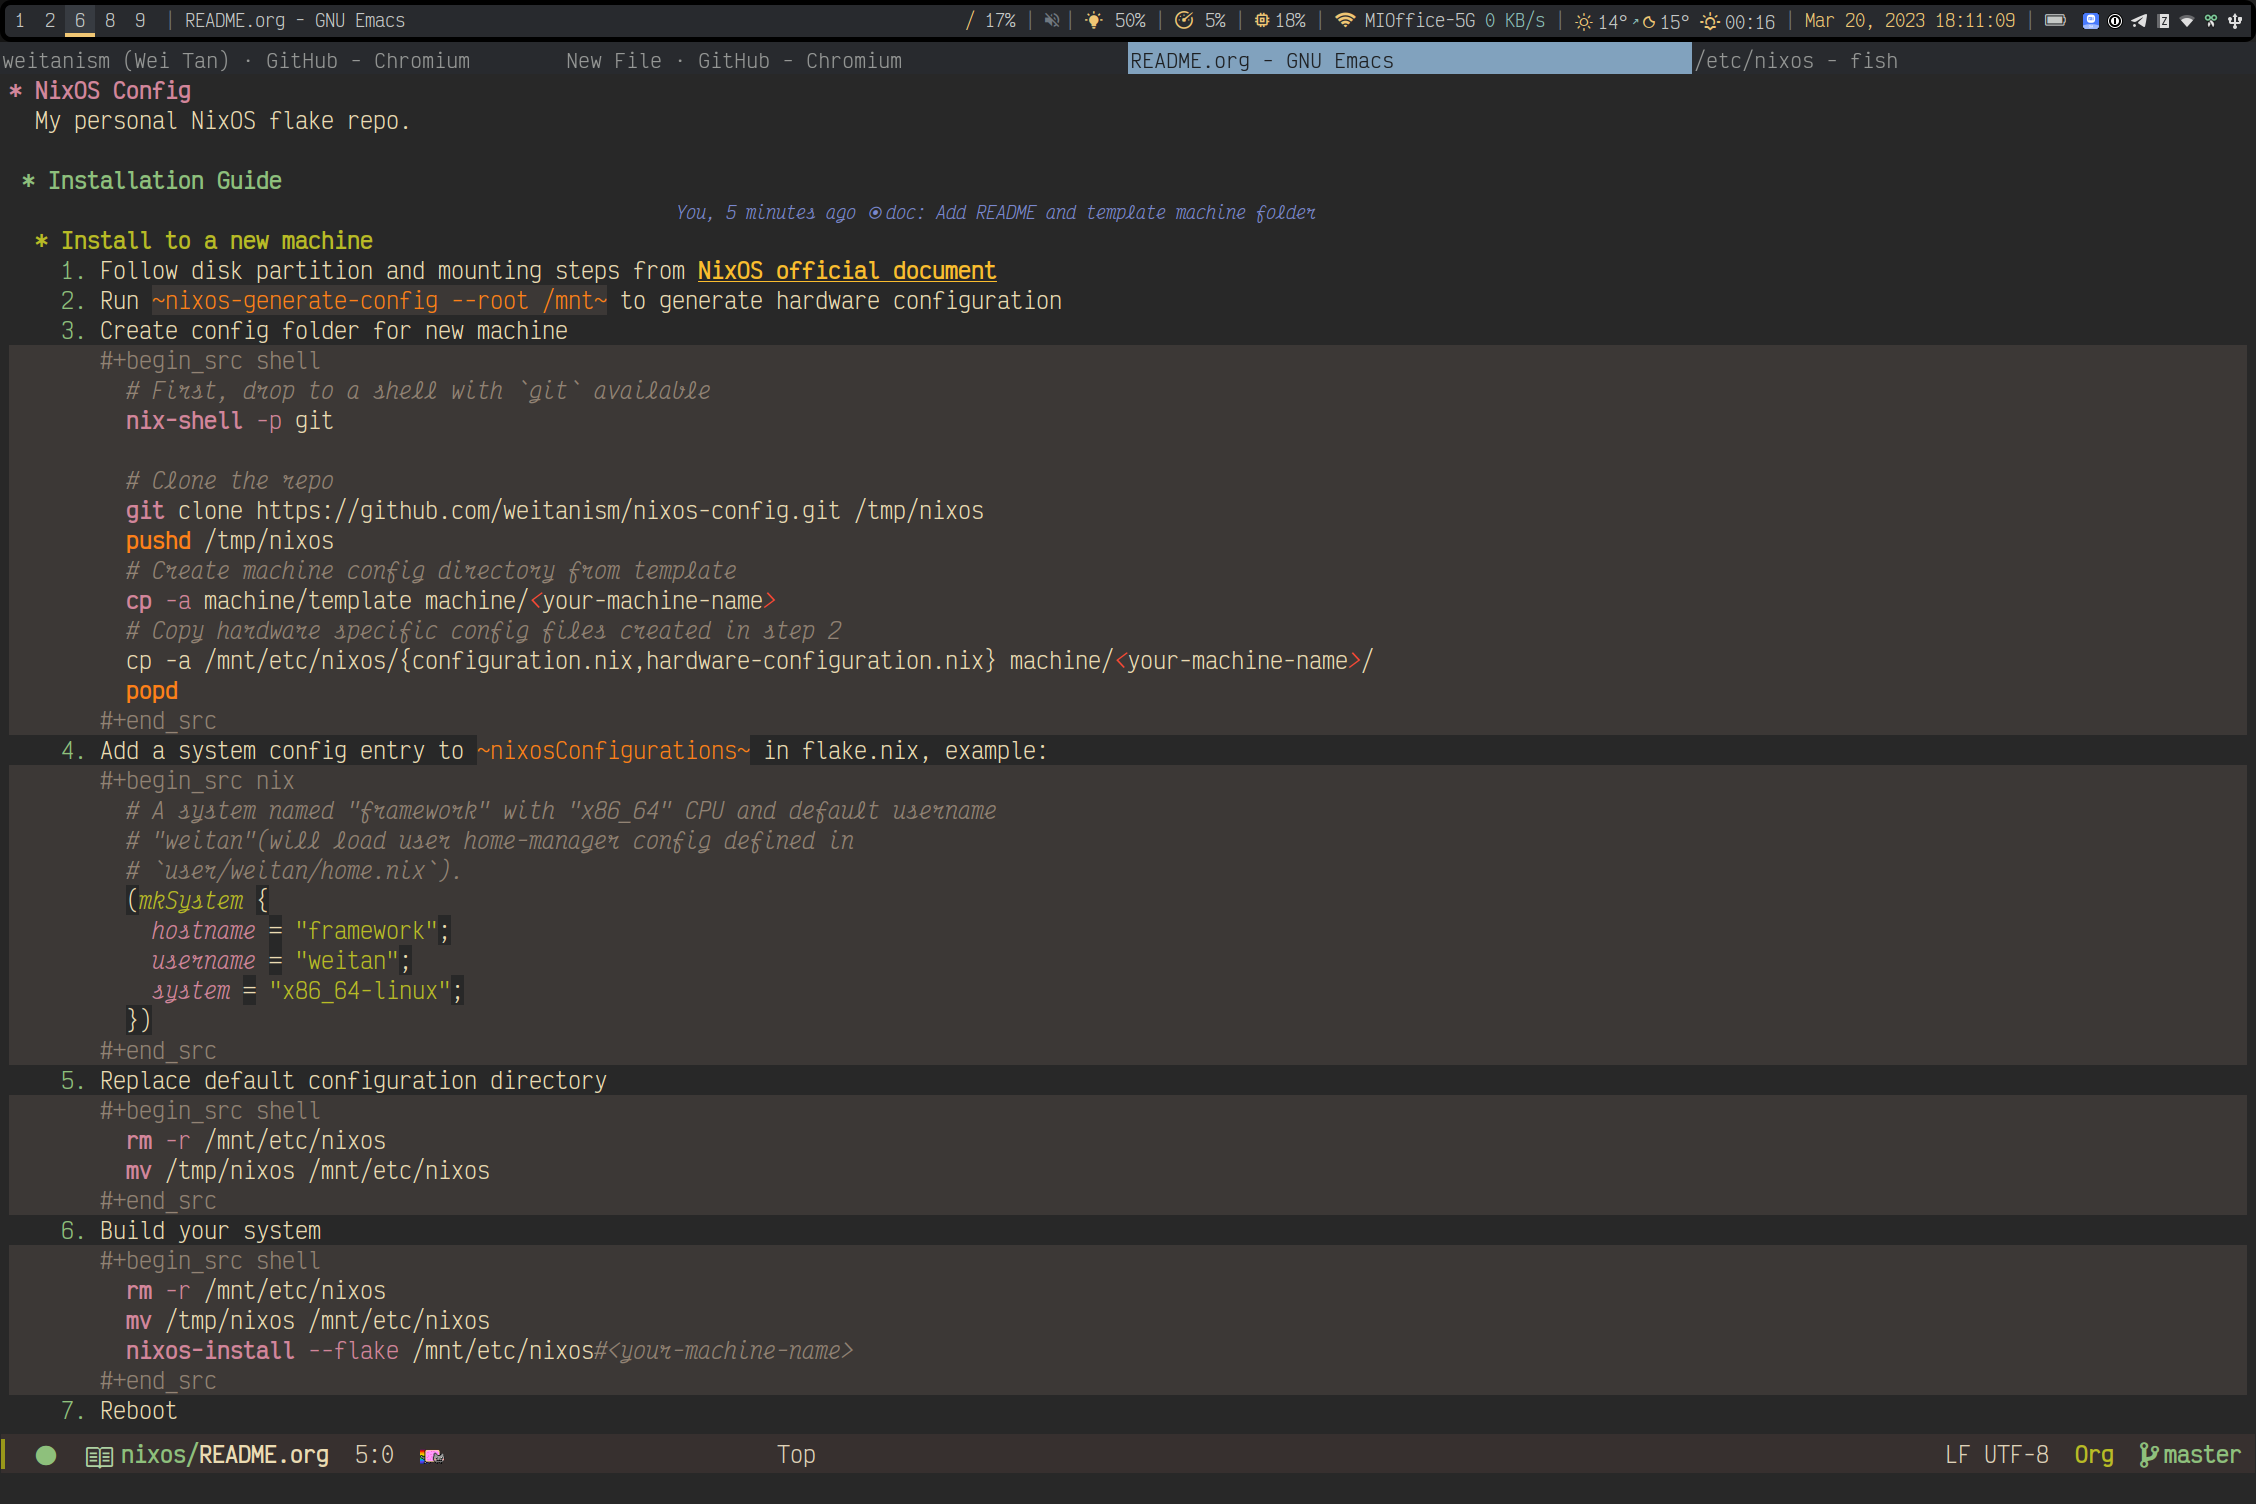 1 2 6 8 9 | README.org - GNU Emacs / 17% | | 50% | 5% | 18% | MIOffice-5G 0 KB/s | 14° 15° 00:16 | Mar 20, 2023 18:11:09 |
weitanism (Wei Tan) · GitHub - Chromium New File · GitHub - Chromium README.org - GNU Emacs /etc/nixos - fish
* NixOS Config
My personal NixOS flake repo.
* Installation Guide
You, 5 minutes ago ⦿ doc: Add README and template machine folder
* Install to a new machine
1. Follow disk partition and mounting steps from NixOS official document
2. Run ~nixos-generate-config --root /mnt~ to generate hardware configuration
3. Create config folder for new machine
#+begin_src shell
# First, drop to a shell with `git` available
nix-shell -p git
# Clone the repo
git clone https://github.com/weitanism/nixos-config.git /tmp/nixos
pushd /tmp/nixos
# Create machine config directory from template
cp -a machine/template machine/<your-machine-name>
# Copy hardware specific config files created in step 2
cp -a /mnt/etc/nixos/{configuration.nix,hardware-configuration.nix} machine/<your-machine-name>/
popd
#+end_src
4. Add a system config entry to ~nixosConfigurations~ in flake.nix, example:
#+begin_src nix
# A system named "framework" with "x86_64" CPU and default username
# "weitan"(will load user home-manager config defined in
# `user/weitan/home.nix`).
(mkSystem {
hostname = "framework";
username = "weitan";
system = "x86_64-linux";
})
#+end_src
5. Replace default configuration directory
#+begin_src shell
rm -r /mnt/etc/nixos
mv /tmp/nixos /mnt/etc/nixos
#+end_src
6. Build your system
#+begin_src shell
rm -r /mnt/etc/nixos
mv /tmp/nixos /mnt/etc/nixos
nixos-install --flake /mnt/etc/nixos#<your-machine-name>
#+end_src
7. Reboot
nixos/README.org 5:0 Top LF UTF-8 Org master